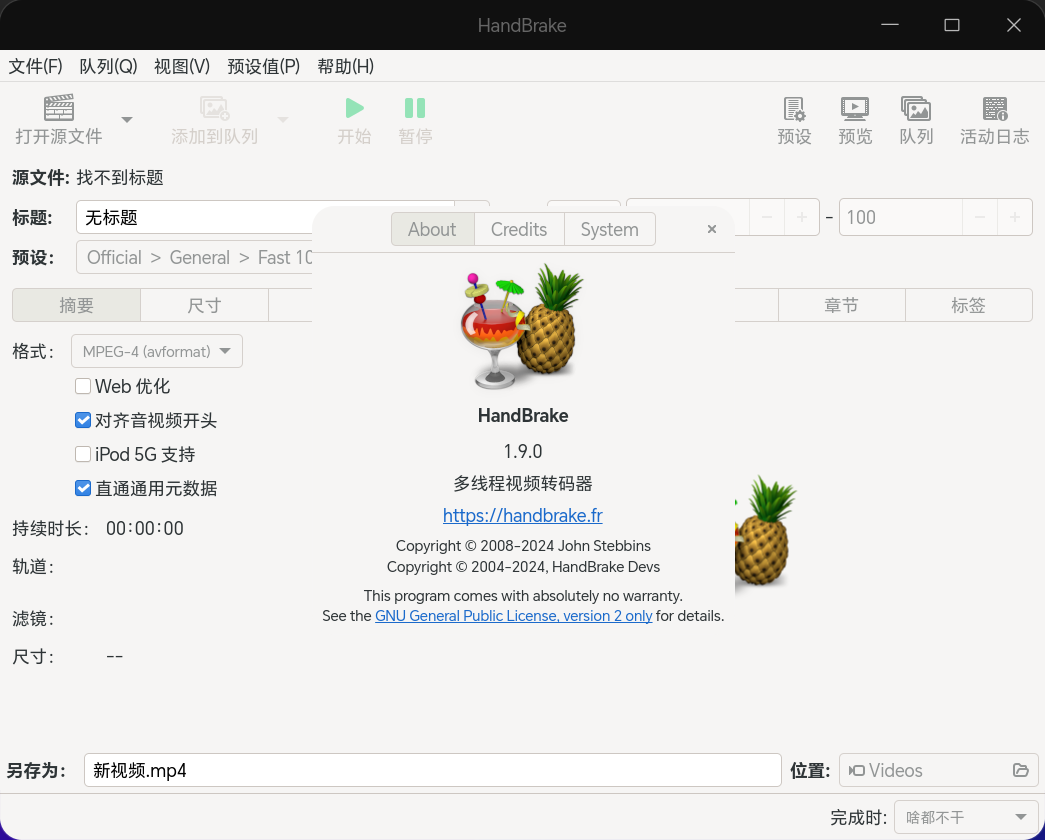 HandBrake
文件(F) 队列(Q) 视图(V) 预设值(P) 帮助(H)
打开源文件 添加到队列 开始 暂停 预设 预览 队列 活动日志
源文件: 找不到标题
标题: 无标题 - 100
预设: Official > General > Fast 10
摘要 尺寸 章节 标签
格式: MPEG-4 (avformat)
Web 优化
对齐音视频开头
iPod 5G 支持
直通通用元数据
持续时长: 00:00:00
轨道:
滤镜:
尺寸: --
About Credits System ×
HandBrake
1.9.0
多线程视频转码器
https://handbrake.fr
Copyright © 2008-2024 John Stebbins
Copyright © 2004-2024, HandBrake Devs
This program comes with absolutely no warranty.
See the GNU General Public License, version 2 only for details.
另存为: 新视频.mp4 位置: Videos
完成时: 啥都不干